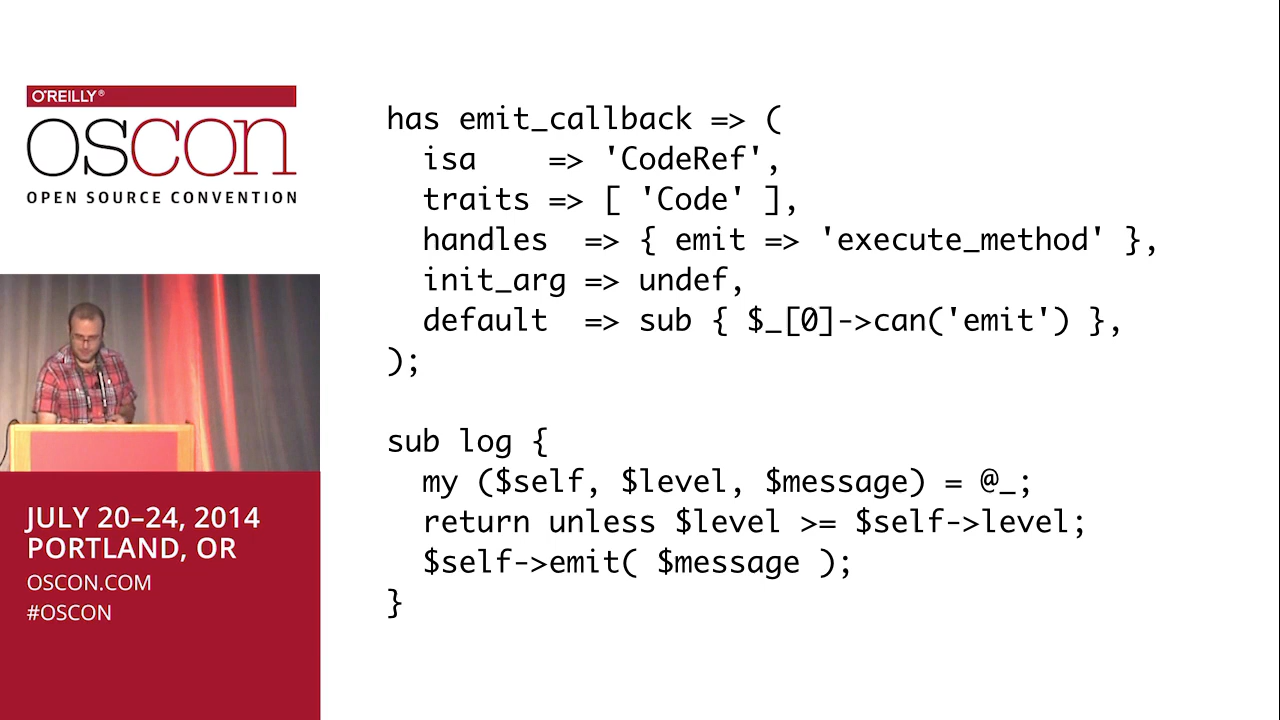 O'REILLY®
OSCON
OPEN SOURCE CONVENTION
JULY 20–24, 2014
PORTLAND, OR
OSCON.COM
#OSCON
has emit_callback => (
  isa    => 'CodeRef',
  traits => [ 'Code' ],
  handles  => { emit => 'execute_method' },
  init_arg => undef,
  default  => sub { $_[0]->can('emit') },
);
sub log {
  my ($self, $level, $message) = @_;
  return unless $level >= $self->level;
  $self->emit( $message );
}